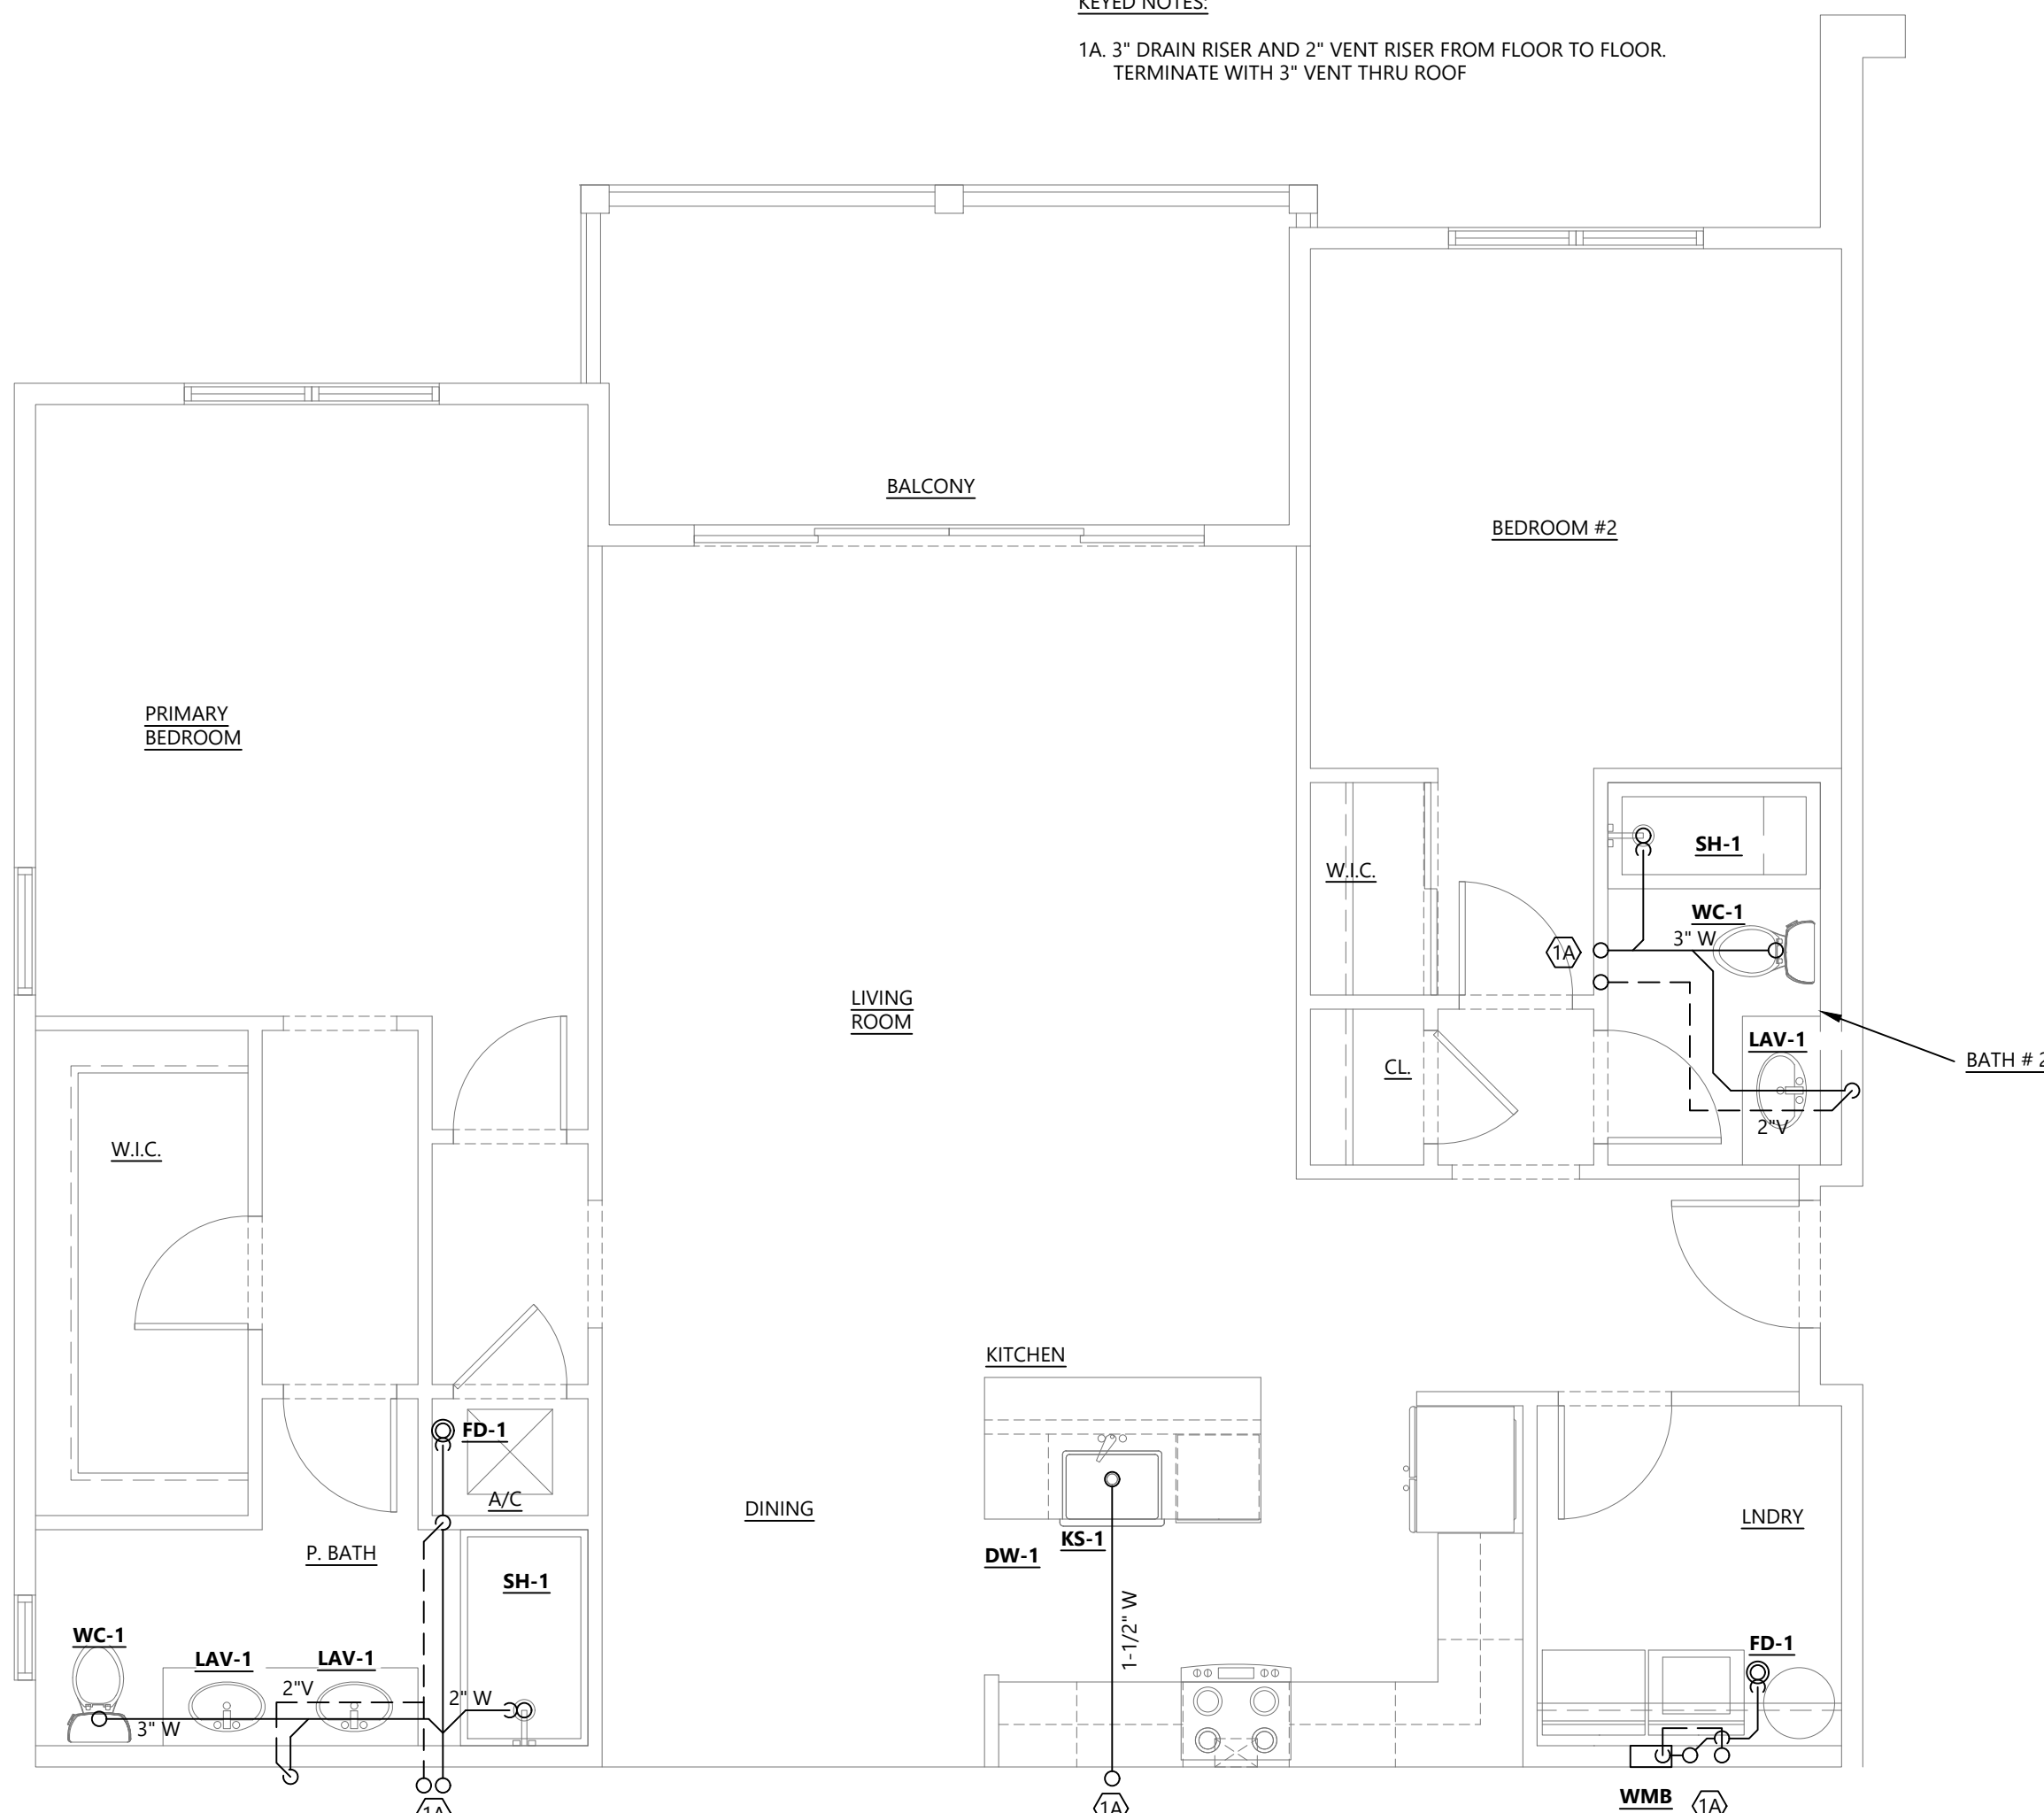 KEYED NOTES:
1A. 3" DRAIN RISER AND 2" VENT RISER FROM FLOOR TO FLOOR.
TERMINATE WITH 3" VENT THRU ROOF
BALCONY
BEDROOM #2
PRIMARY
BEDROOM
SH-1
W.I.C.
WC-1
3" W
1A
LIVING
ROOM
LAV-1
BATH # 2
CL.
2"V
W.I.C.
KITCHEN
FD-1
A/C
DINING
LNDRY
KS-1
P. BATH
DW-1
SH-1
1-1/2" W
WC-1
LAV-1
LAV-1
FD-1
2"V
2" W
3" W
WMB
1A
1A
1A